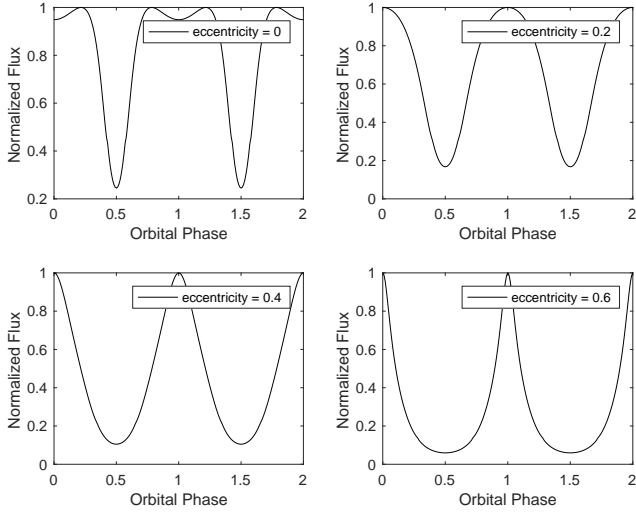 Normalized Flux
1
0.8
0.6
0.4
0.2
0 0.5 1 1.5 2
Orbital Phase
eccentricity = 0
Normalized Flux
1
0.8
0.6
0.4
0.2
0
0 0.5 1 1.5 2
Orbital Phase
eccentricity = 0.2
Normalized Flux
1
0.8
0.6
0.4
0.2
0
0 0.5 1 1.5 2
Orbital Phase
eccentricity = 0.4
Normalized Flux
1
0.8
0.6
0.4
0.2
0
0 0.5 1 1.5 2
Orbital Phase
eccentricity = 0.6